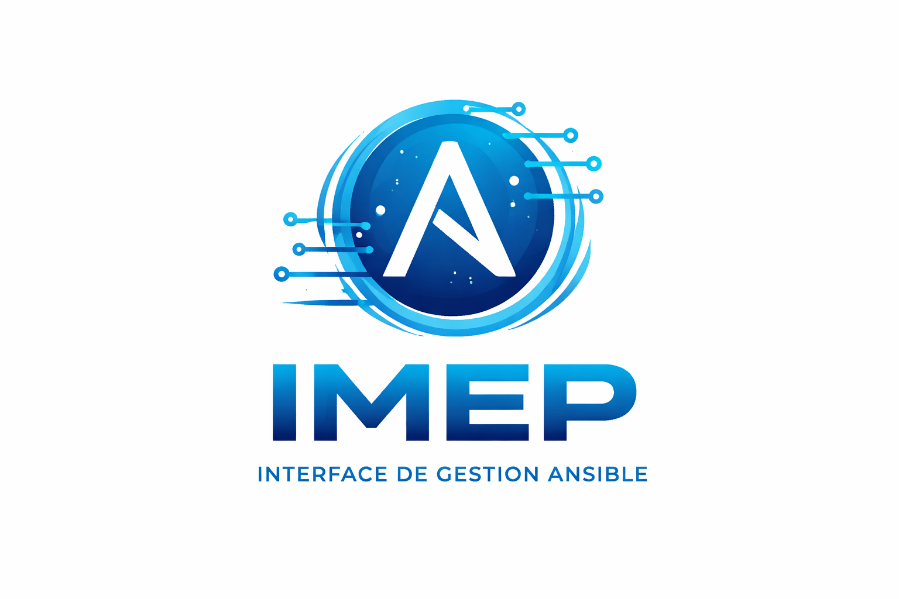 A
IMEP
INTERFACE DE GESTION ANSIBLE